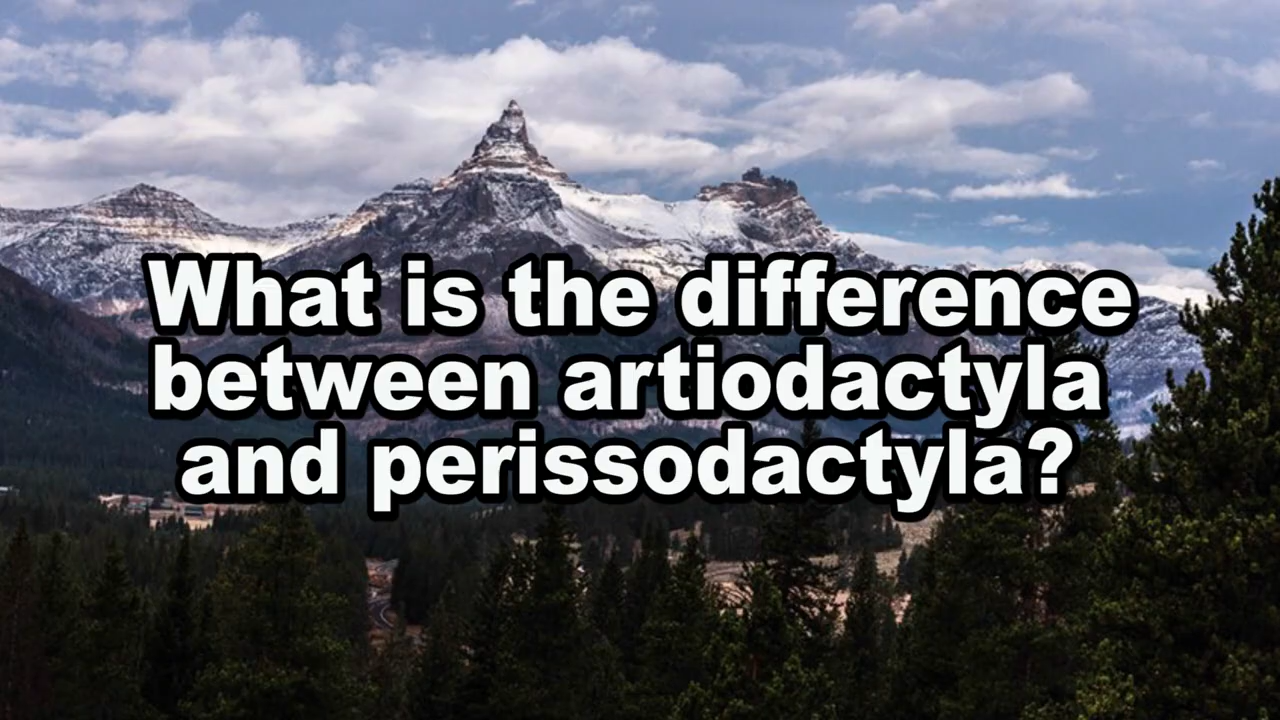 What is the difference
between artiodactyla
and perissodactyla?